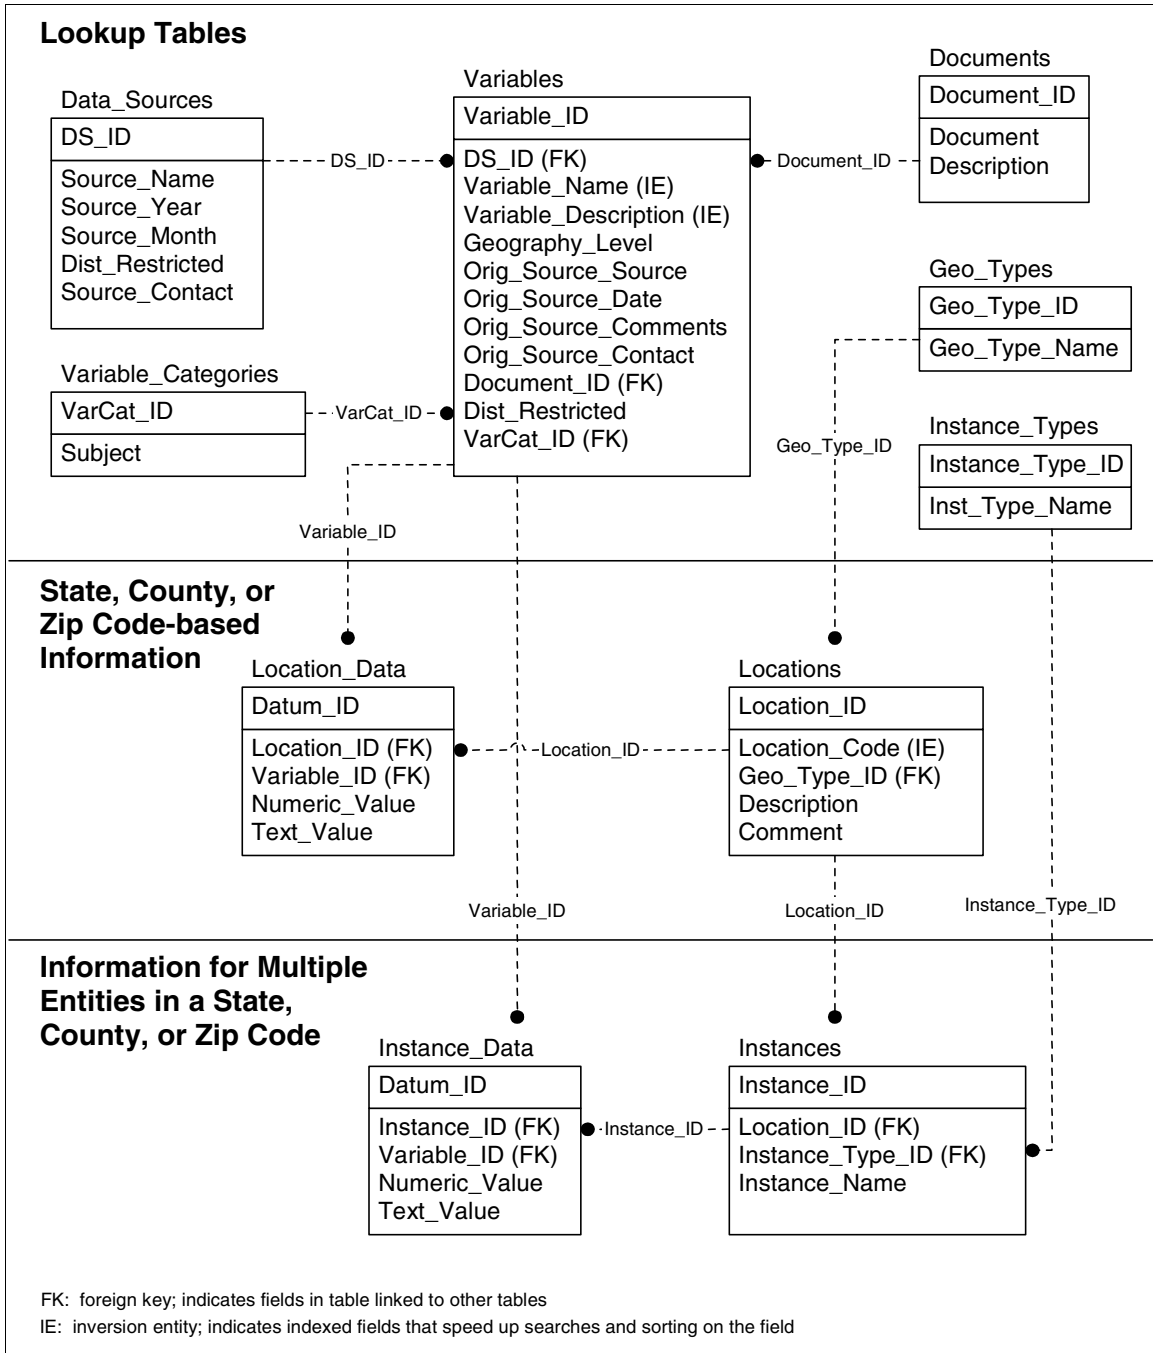 Lookup Tables
Data_Sources
DS_ID
Source_Name
Source_Year
Source_Month
Dist_Restricted
Source_Contact
DS_ID
Variable_Categories
VarCat_ID
Subject
VarCat_ID
Variables
Variable_ID
DS_ID (FK)
Variable_Name (IE)
Variable_Description (IE)
Geography_Level
Orig_Source_Source
Orig_Source_Date
Orig_Source_Comments
Orig_Source_Contact
Document_ID (FK)
Dist_Restricted
VarCat_ID (FK)
Document_ID
Documents
Document_ID
Document
Description
Geo_Types
Geo_Type_ID
Geo_Type_Name
Geo_Type_ID
Instance_Types
Instance_Type_ID
Inst_Type_Name
Variable_ID
State, County, or
Zip Code-based
Information
Location_Data
Datum_ID
Location_ID (FK)
Variable_ID (FK)
Numeric_Value
Text_Value
Location_ID
Locations
Location_ID
Location_Code (IE)
Geo_Type_ID (FK)
Description
Comment
Variable_ID
Location_ID
Instance_Type_ID
Information for Multiple
Entities in a State,
County, or Zip Code
Instance_Data
Datum_ID
Instance_ID (FK)
Variable_ID (FK)
Numeric_Value
Text_Value
Instance_ID
Instances
Instance_ID
Location_ID (FK)
Instance_Type_ID (FK)
Instance_Name
FK: foreign key; indicates fields in table linked to other tables
IE: inversion entity; indicates indexed fields that speed up searches and sorting on the field